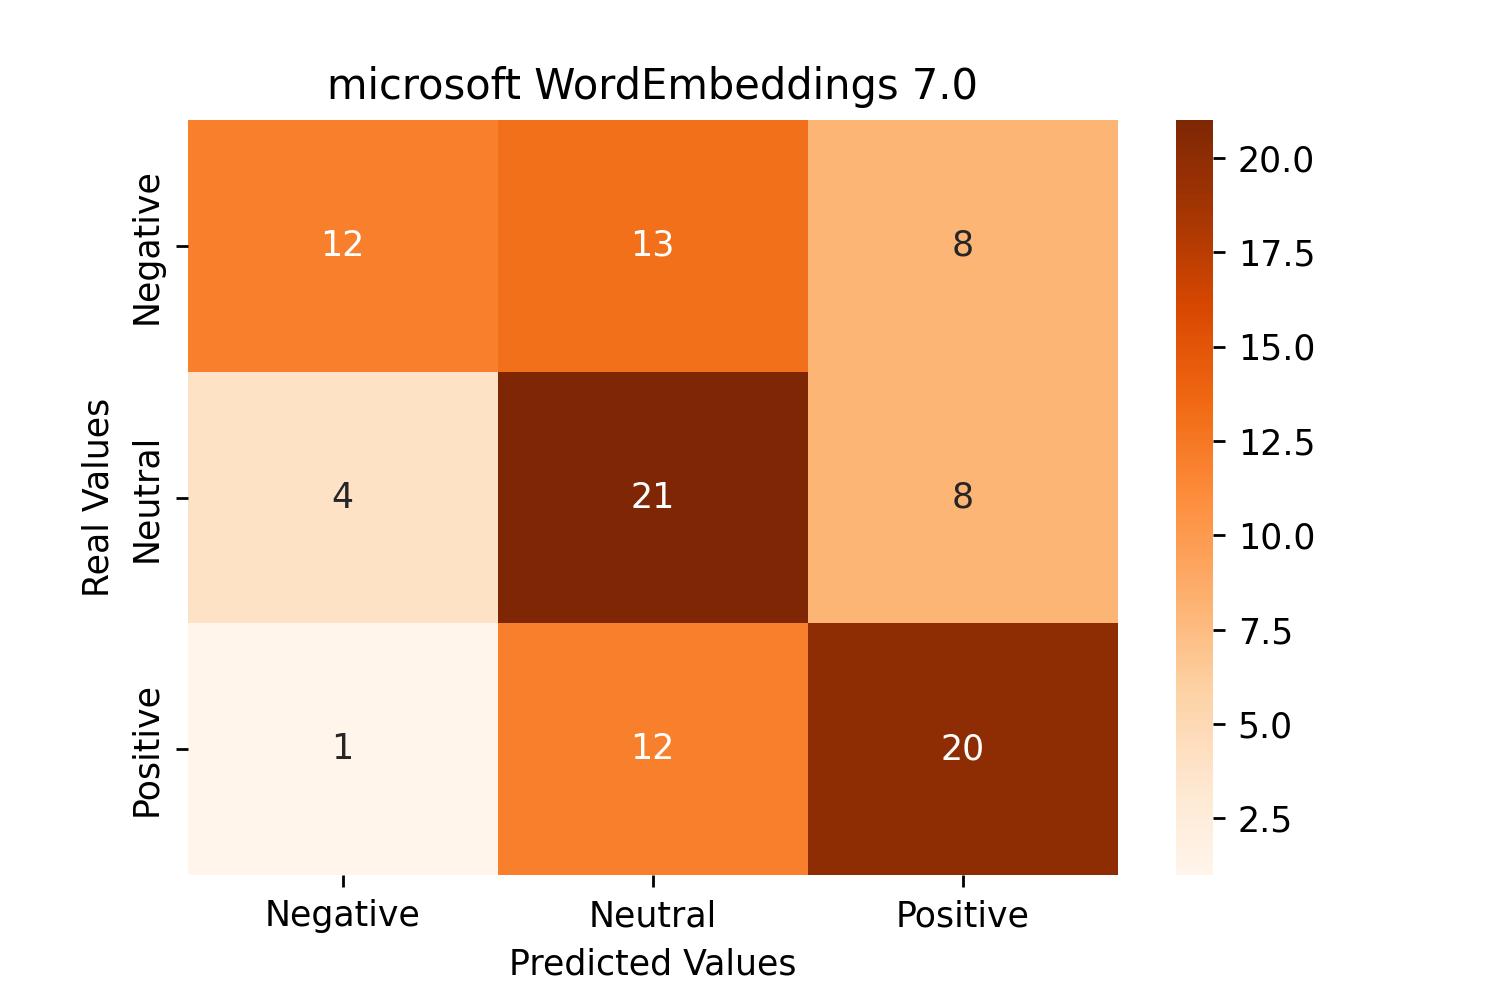 microsoft WordEmbeddings 7.0
Real Values
Negative
12 13 8
Neutral
4 21 8
Positive
1 12 20
Negative Neutral Positive
Predicted Values
20.0
17.5
15.0
12.5
10.0
7.5
5.0
2.5